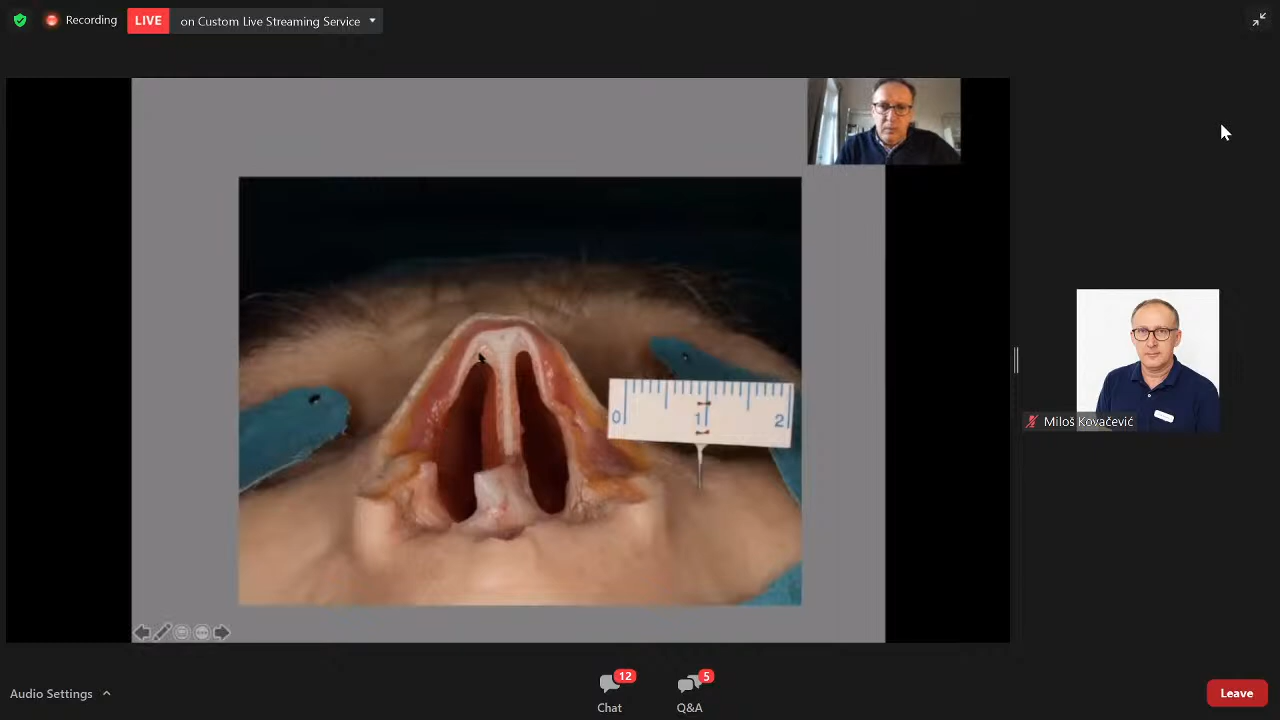 Recording
LIVE
on Custom Live Streaming Service
0 1 2
Miloš Kovačević
Audio Settings
12
Chat
5
Q&A
Leave